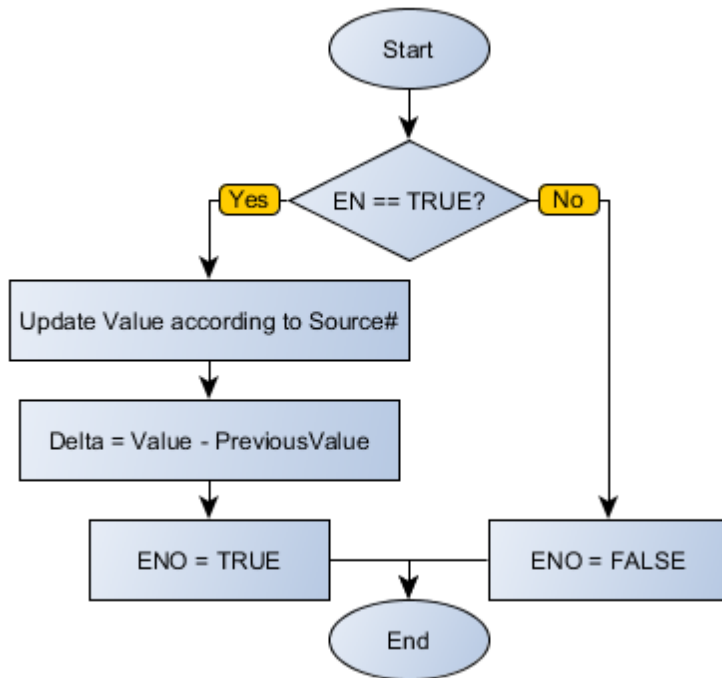 Start
EN == TRUE?
Yes
No
Update Value according to Source#
Delta = Value - PreviousValue
ENO = TRUE
ENO = FALSE
End